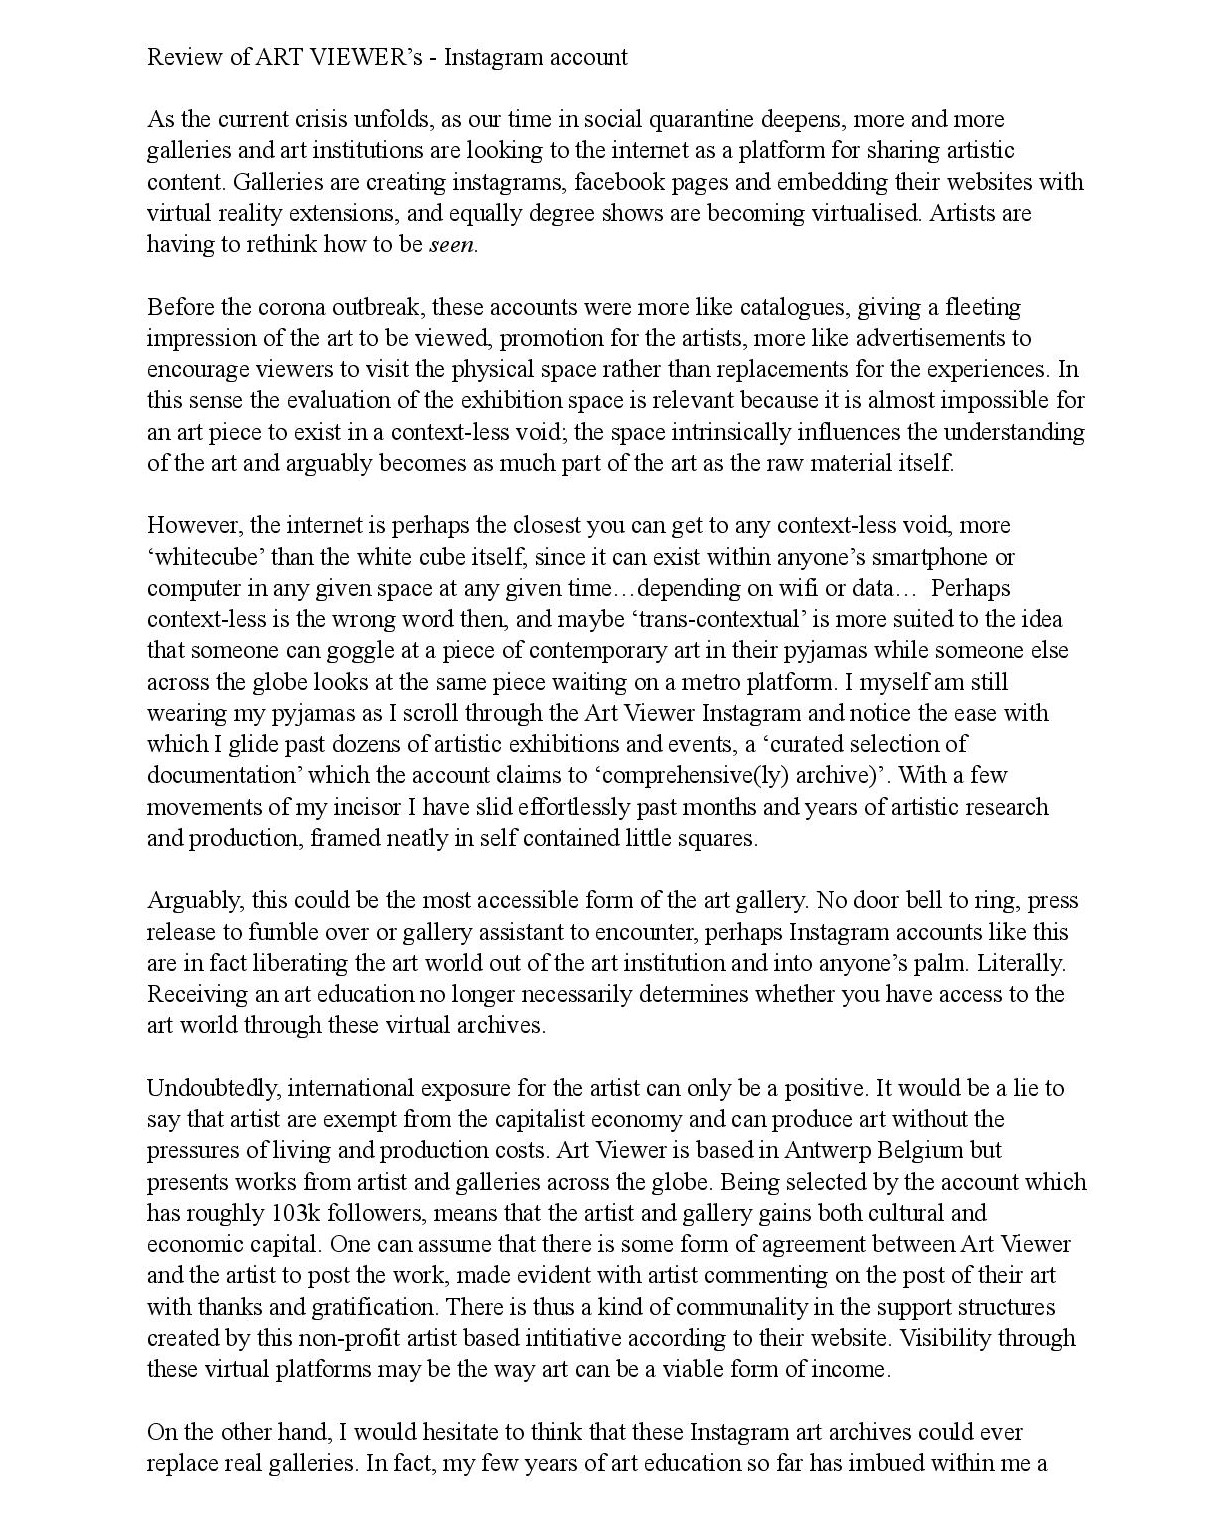 Review of ART VIEWER’s - Instagram account
As the current crisis unfolds, as our time in social quarantine deepens, more and more
galleries and art institutions are looking to the internet as a platform for sharing artistic
content. Galleries are creating instagrams, facebook pages and embedding their websites with
virtual reality extensions, and equally degree shows are becoming virtualised. Artists are
having to rethink how to be seen.
Before the corona outbreak, these accounts were more like catalogues, giving a fleeting
impression of the art to be viewed, promotion for the artists, more like advertisements to
encourage viewers to visit the physical space rather than replacements for the experiences. In
this sense the evaluation of the exhibition space is relevant because it is almost impossible for
an art piece to exist in a context-less void; the space intrinsically influences the understanding
of the art and arguably becomes as much part of the art as the raw material itself.
However, the internet is perhaps the closest you can get to any context-less void, more
‘whitecube’ than the white cube itself, since it can exist within anyone’s smartphone or
computer in any given space at any given time…depending on wifi or data…  Perhaps
context-less is the wrong word then, and maybe ‘trans-contextual’ is more suited to the idea
that someone can goggle at a piece of contemporary art in their pyjamas while someone else
across the globe looks at the same piece waiting on a metro platform. I myself am still
wearing my pyjamas as I scroll through the Art Viewer Instagram and notice the ease with
which I glide past dozens of artistic exhibitions and events, a ‘curated selection of
documentation’ which the account claims to ‘comprehensive(ly) archive)’. With a few
movements of my incisor I have slid effortlessly past months and years of artistic research
and production, framed neatly in self contained little squares.
Arguably, this could be the most accessible form of the art gallery. No door bell to ring, press
release to fumble over or gallery assistant to encounter, perhaps Instagram accounts like this
are in fact liberating the art world out of the art institution and into anyone’s palm. Literally.
Receiving an art education no longer necessarily determines whether you have access to the
art world through these virtual archives.
Undoubtedly, international exposure for the artist can only be a positive. It would be a lie to
say that artist are exempt from the capitalist economy and can produce art without the
pressures of living and production costs. Art Viewer is based in Antwerp Belgium but
presents works from artist and galleries across the globe. Being selected by the account which
has roughly 103k followers, means that the artist and gallery gains both cultural and
economic capital. One can assume that there is some form of agreement between Art Viewer
and the artist to post the work, made evident with artist commenting on the post of their art
with thanks and gratification. There is thus a kind of communality in the support structures
created by this non-profit artist based intitiative according to their website. Visibility through
these virtual platforms may be the way art can be a viable form of income.
On the other hand, I would hesitate to think that these Instagram art archives could ever
replace real galleries. In fact, my few years of art education so far has imbued within me a